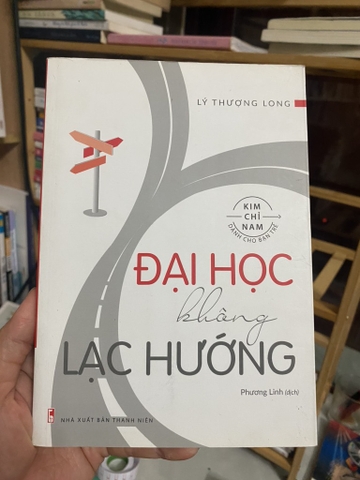 LÝ THƯỢNG LONG
KIM
CHỈ
NAM
DÀNH CHO BẠN TRẺ
ĐẠI HỌC
không
LẠC HƯỚNG
Phương Linh (dịch)
NHÀ XUẤT BẢN THANH NIÊN